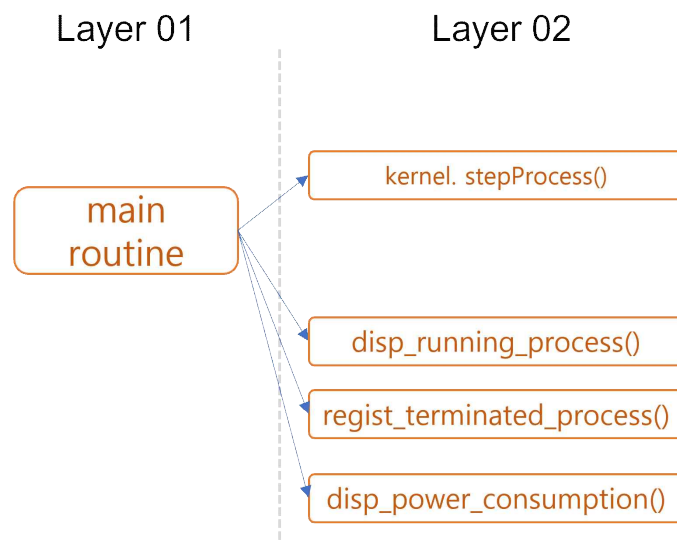 Layer 01
Layer 02
main
routine
kernel. stepProcess()
disp_running_process()
regist_terminated_process()
disp_power_consumption()